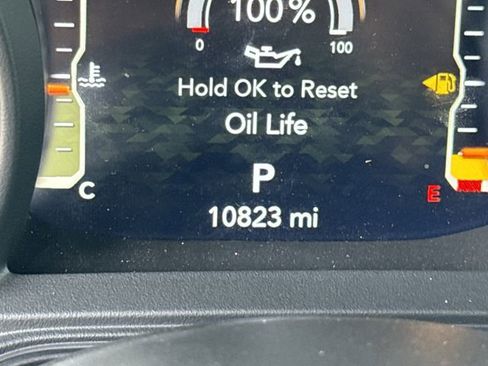 100%
0 100
Hold OK to Reset
Oil Life
P
C E
10823 mi